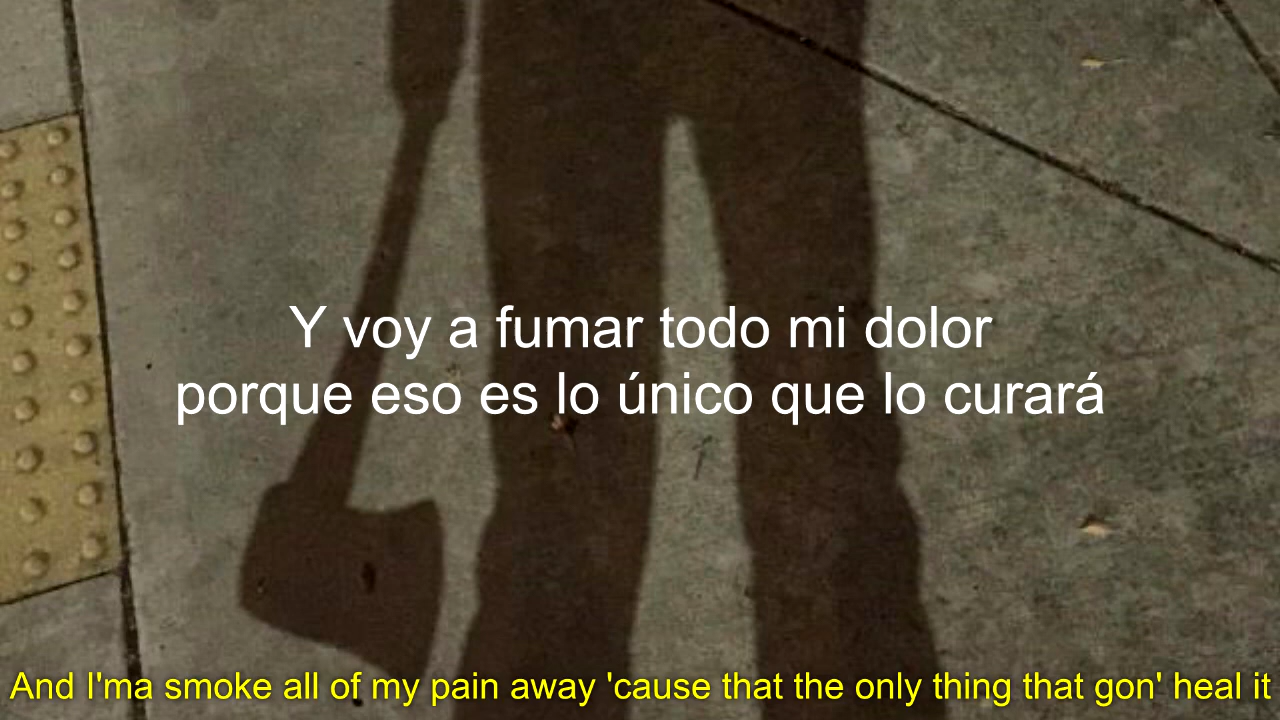 Y voy a fumar todo mi dolor
porque eso es lo único que lo curará
And I'ma smoke all of my pain away 'cause that the only thing that gon' heal it